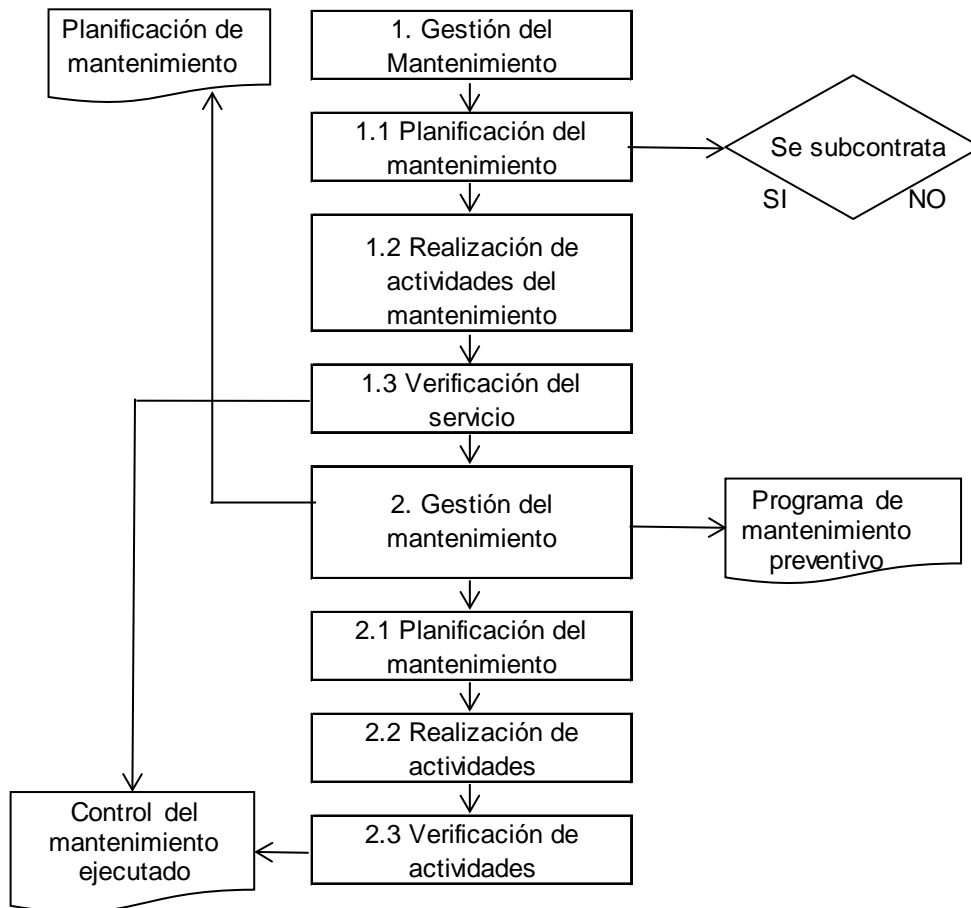 Planificación de
mantenimiento
1. Gestión del
Mantenimiento
1.1 Planificación del
mantenimiento
Se subcontrata
SI
NO
1.2 Realización de
actividades del
mantenimiento
1.3 Verificación del
servicio
2. Gestión del
mantenimiento
Programa de
mantenimiento
preventivo
2.1 Planificación del
mantenimiento
2.2 Realización de
actividades
2.3 Verificación de
actividades
Control del
mantenimiento
ejecutado